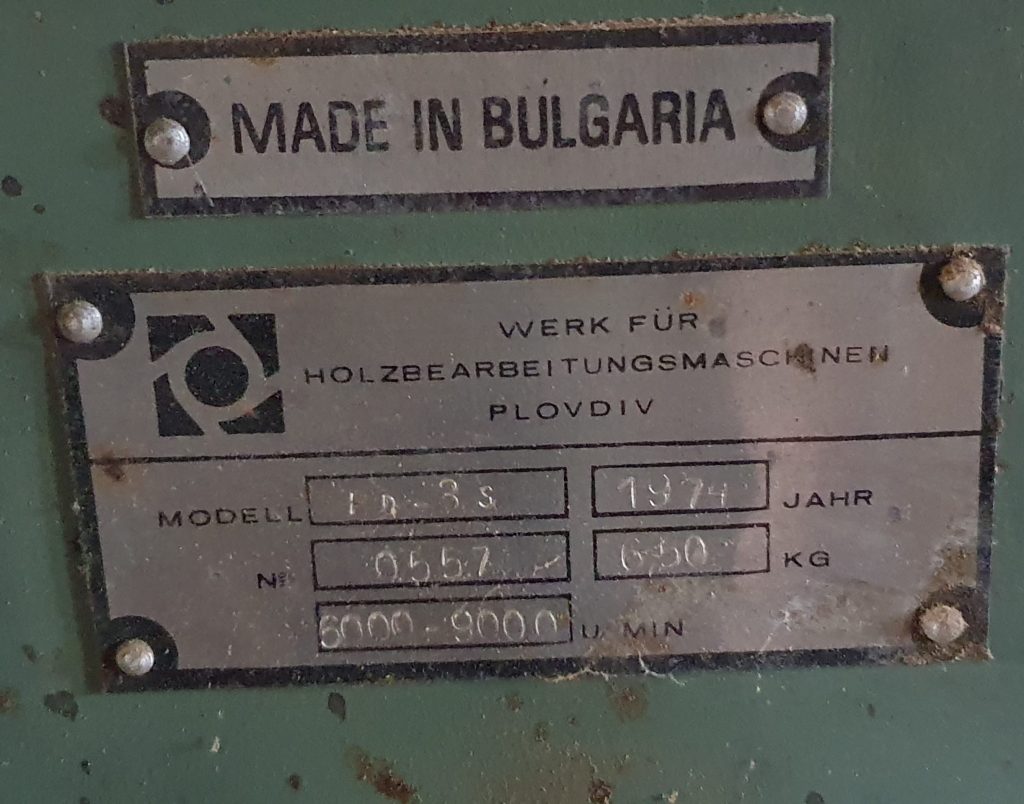 MADE IN BULGARIA
WERK FÜR
HOLZBEARBEITUNGSMASCHINEN
PLOVDIV
MODELL 1974 JAHR
№ 0557 650 KG
6000-9000 U. MIN